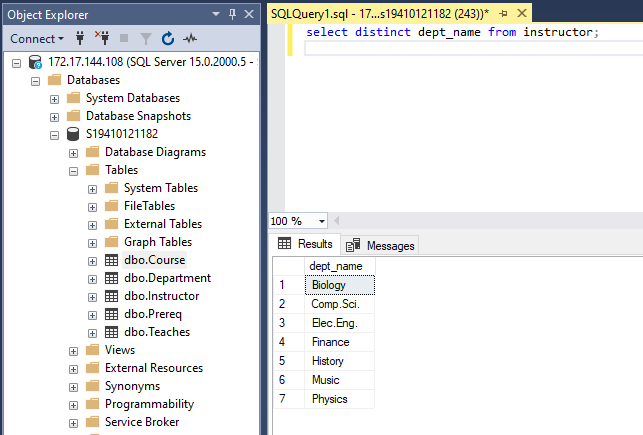 Object Explorer
Connect
172.17.144.108 (SQL Server 15.0.2000.5 - 
Databases
System Databases
Database Snapshots
S19410121182
Database Diagrams
Tables
System Tables
FileTables
External Tables
Graph Tables
dbo.Course
dbo.Department
dbo.Instructor
dbo.Prereq
dbo.Teaches
Views
External Resources
Synonyms
Programmability
Service Broker
SQLQuery1.sql - 17...s19410121182 (243))*
select distinct dept_name from instructor;
100 %
Results Messages
dept_name
1 Biology
2 Comp.Sci.
3 Elec.Eng.
4 Finance
5 History
6 Music
7 Physics